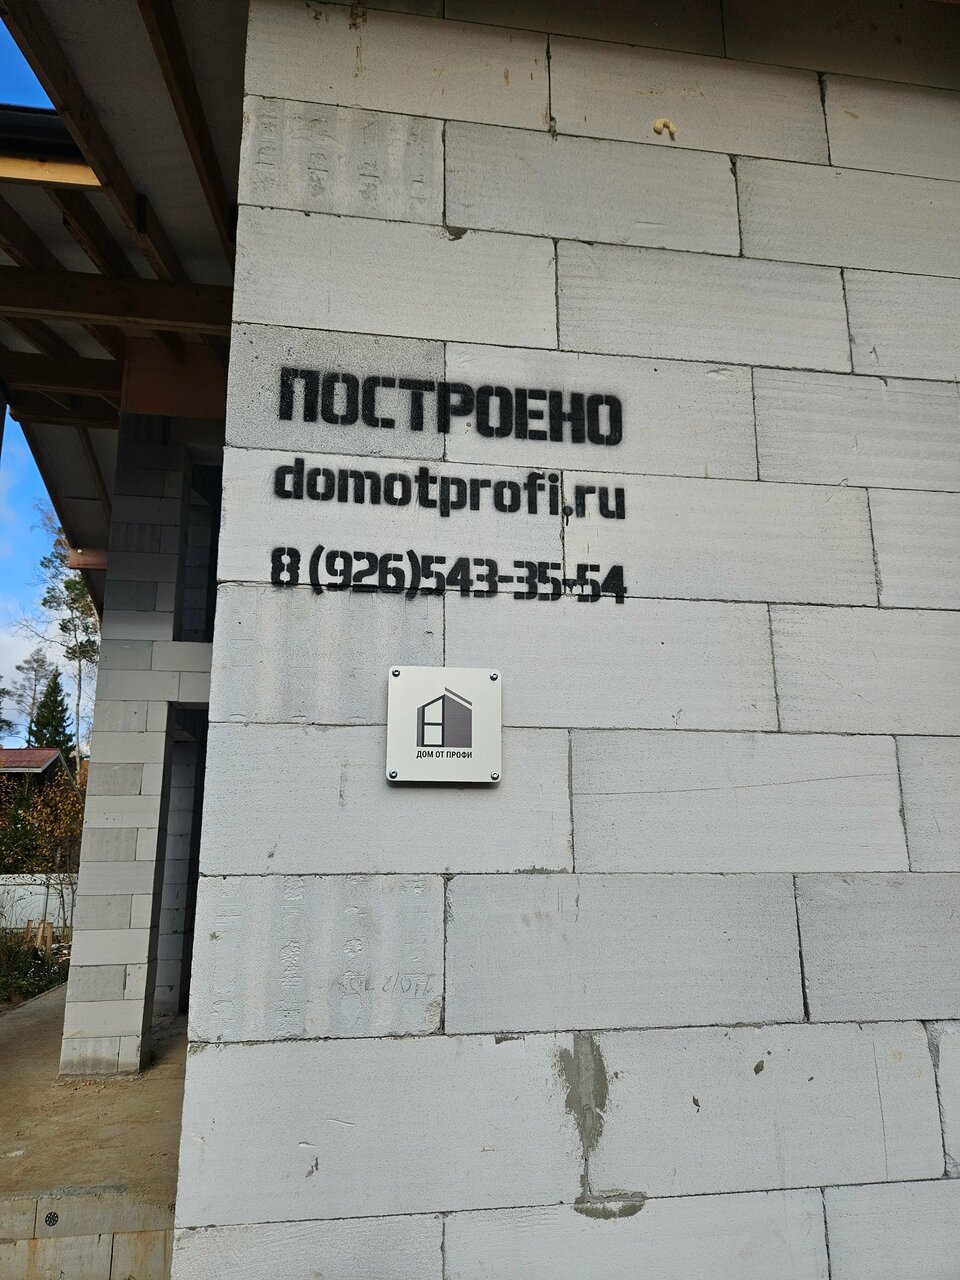 ПОСТРОЕНО
domotprofi.ru
8 (926)543-35-54
ДОМ ОТ ПРОФИ